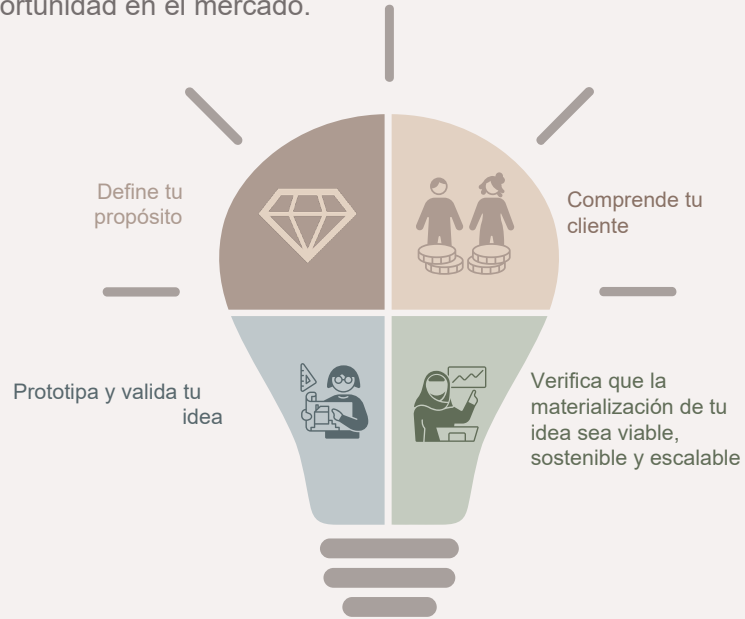 ortunidad en el mercado.
Define tu
propósito
Comprende tu
cliente
Prototipa y valida tu
idea
Verifica que la
materialización de tu
idea sea viable,
sostenible y escalable